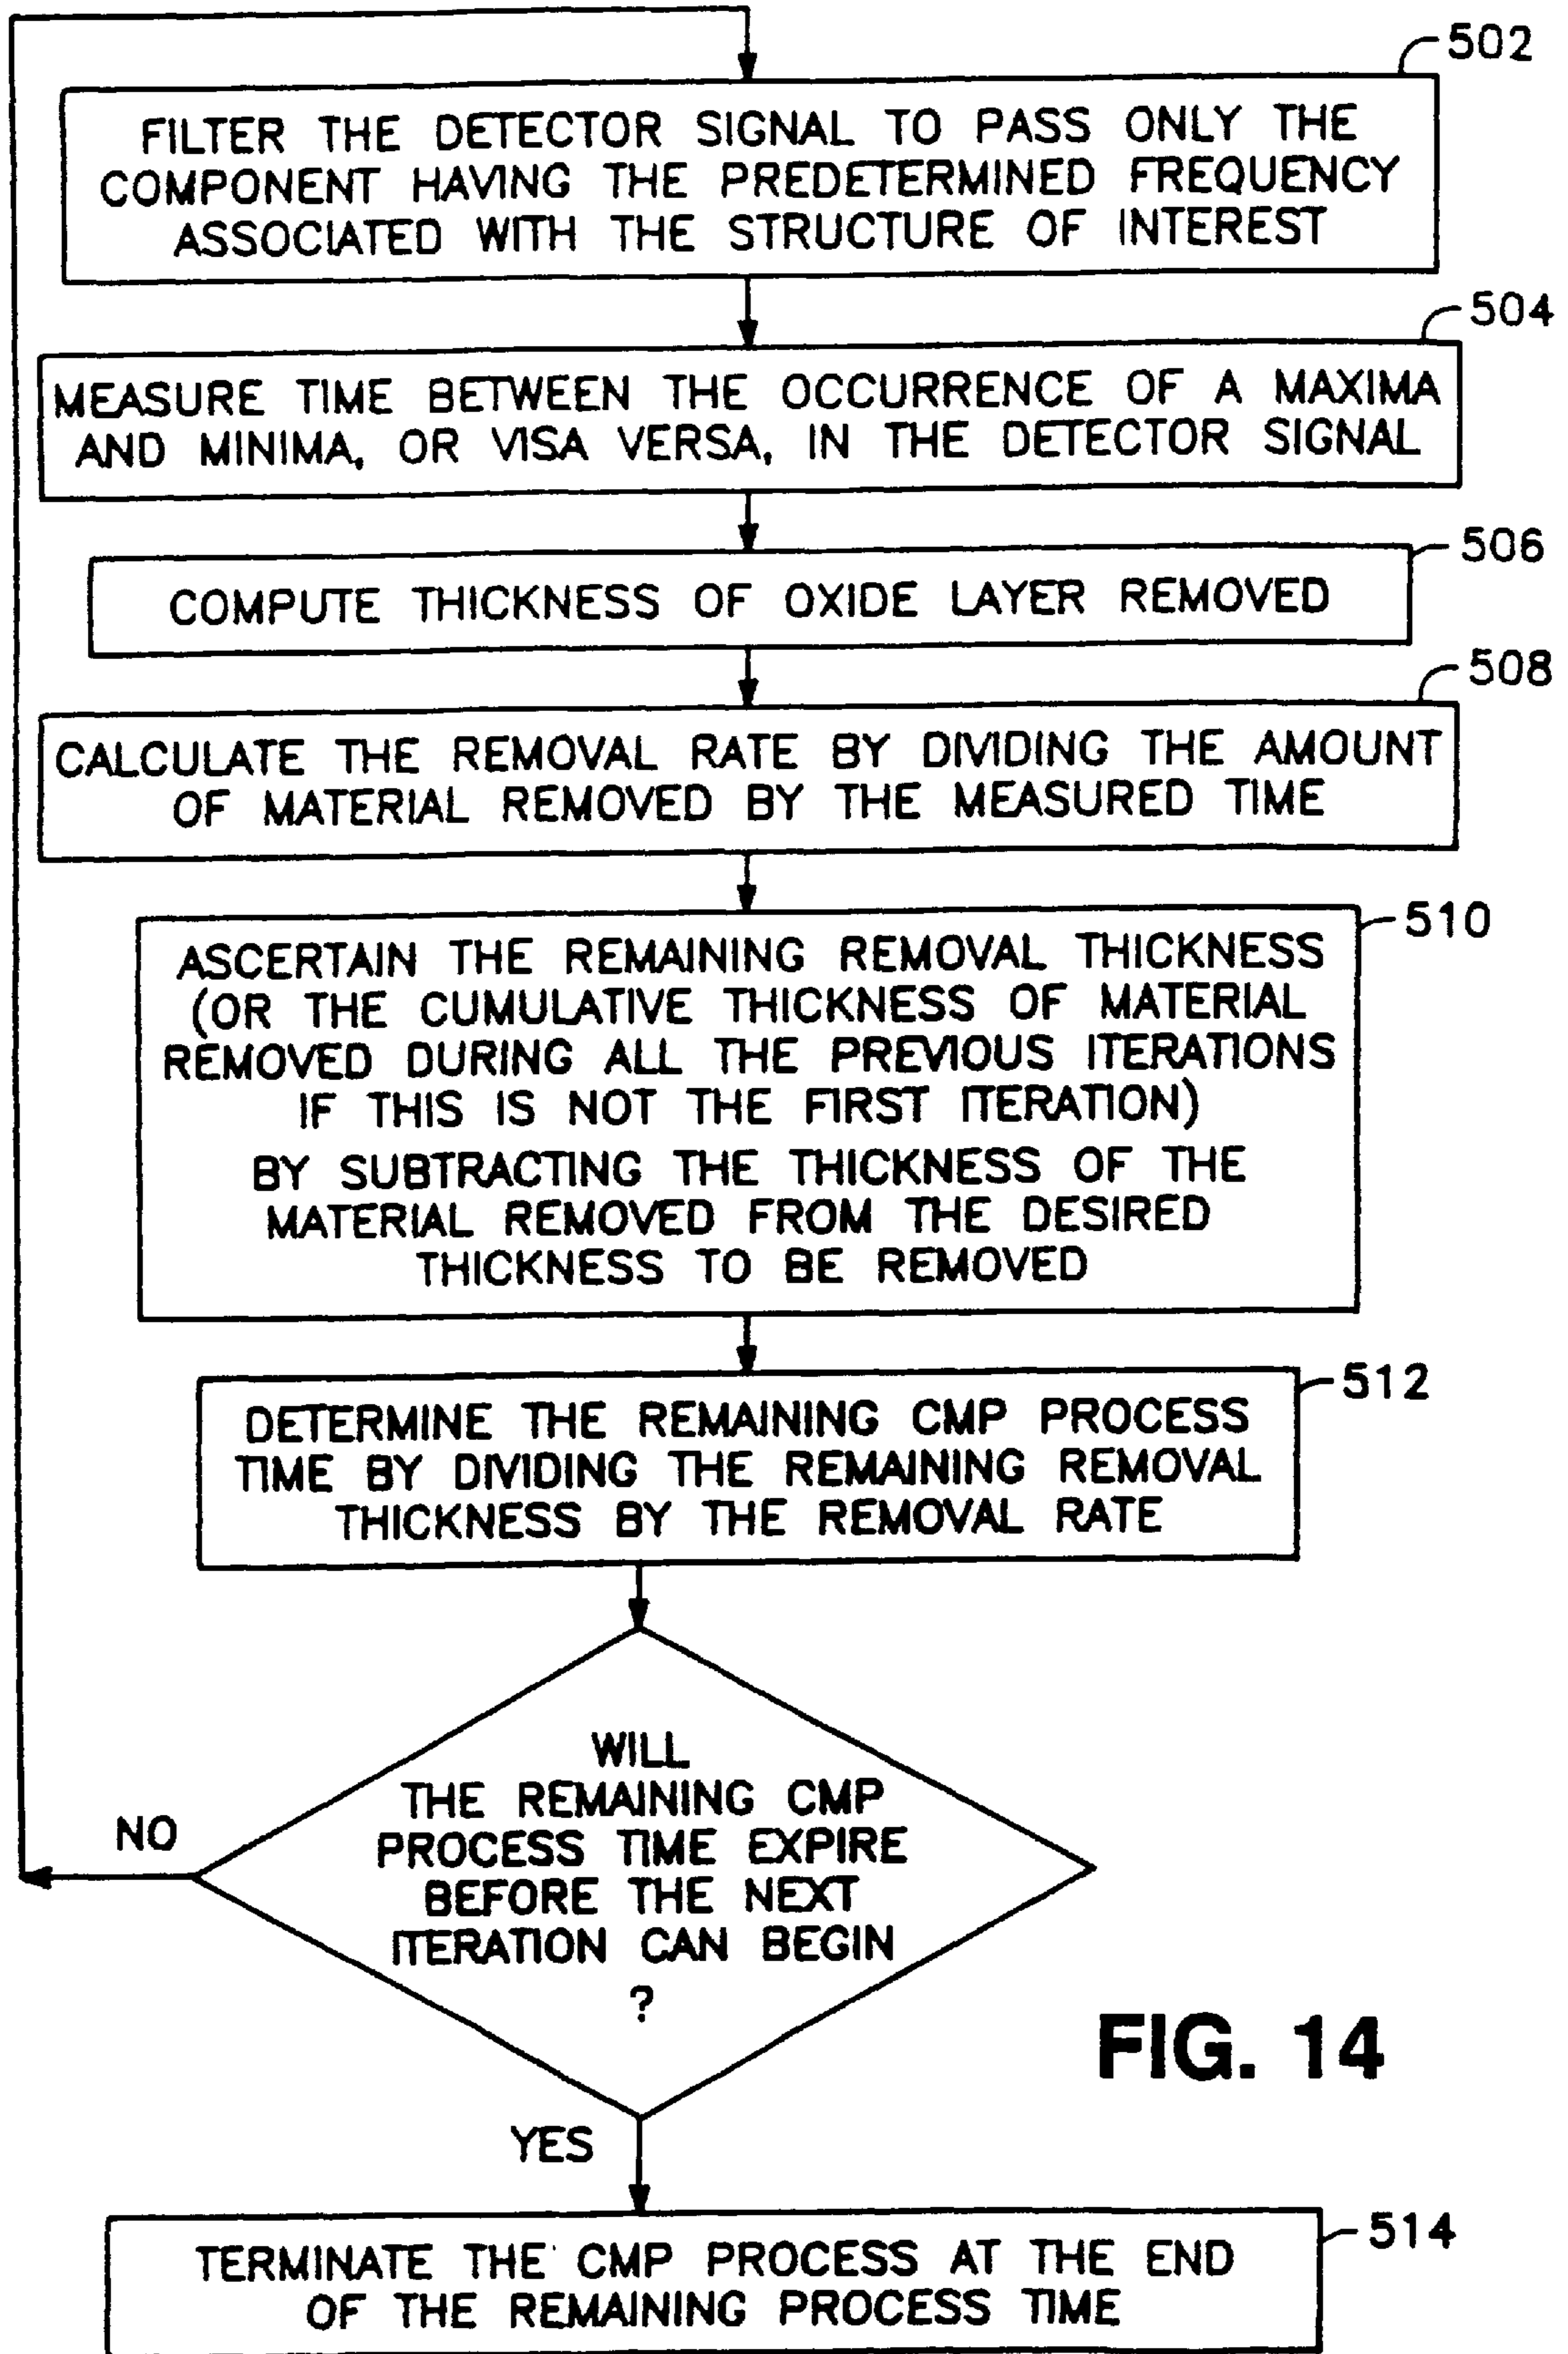 502
FILTER THE DETECTOR SIGNAL TO PASS ONLY THE
COMPONENT HAVING THE PREDETERMINED FREQUENCY
ASSOCIATED WITH THE STRUCTURE OF INTEREST
504
MEASURE TIME BETWEEN THE OCCURRENCE OF A MAXIMA
AND MINIMA, OR VISA VERSA, IN THE DETECTOR SIGNAL
506
COMPUTE THICKNESS OF OXIDE LAYER REMOVED
508
CALCULATE THE REMOVAL RATE BY DIVIDING THE AMOUNT
OF MATERIAL REMOVED BY THE MEASURED TIME
510
ASCERTAIN THE REMAINING REMOVAL THICKNESS
(OR THE CUMULATIVE THICKNESS OF MATERIAL
REMOVED DURING ALL THE PREVIOUS ITERATIONS
IF THIS IS NOT THE FIRST ITERATION)
BY SUBTRACTING THE THICKNESS OF THE
MATERIAL REMOVED FROM THE DESIRED
THICKNESS TO BE REMOVED
512
DETERMINE THE REMAINING CMP PROCESS
TIME BY DIVIDING THE REMAINING REMOVAL
THICKNESS BY THE REMOVAL RATE
WILL
THE REMAINING CMP
PROCESS TIME EXPIRE
BEFORE THE NEXT
ITERATION CAN BEGIN
?
NO
FIG. 14
YES
514
TERMINATE THE CMP PROCESS AT THE END
OF THE REMAINING PROCESS TIME